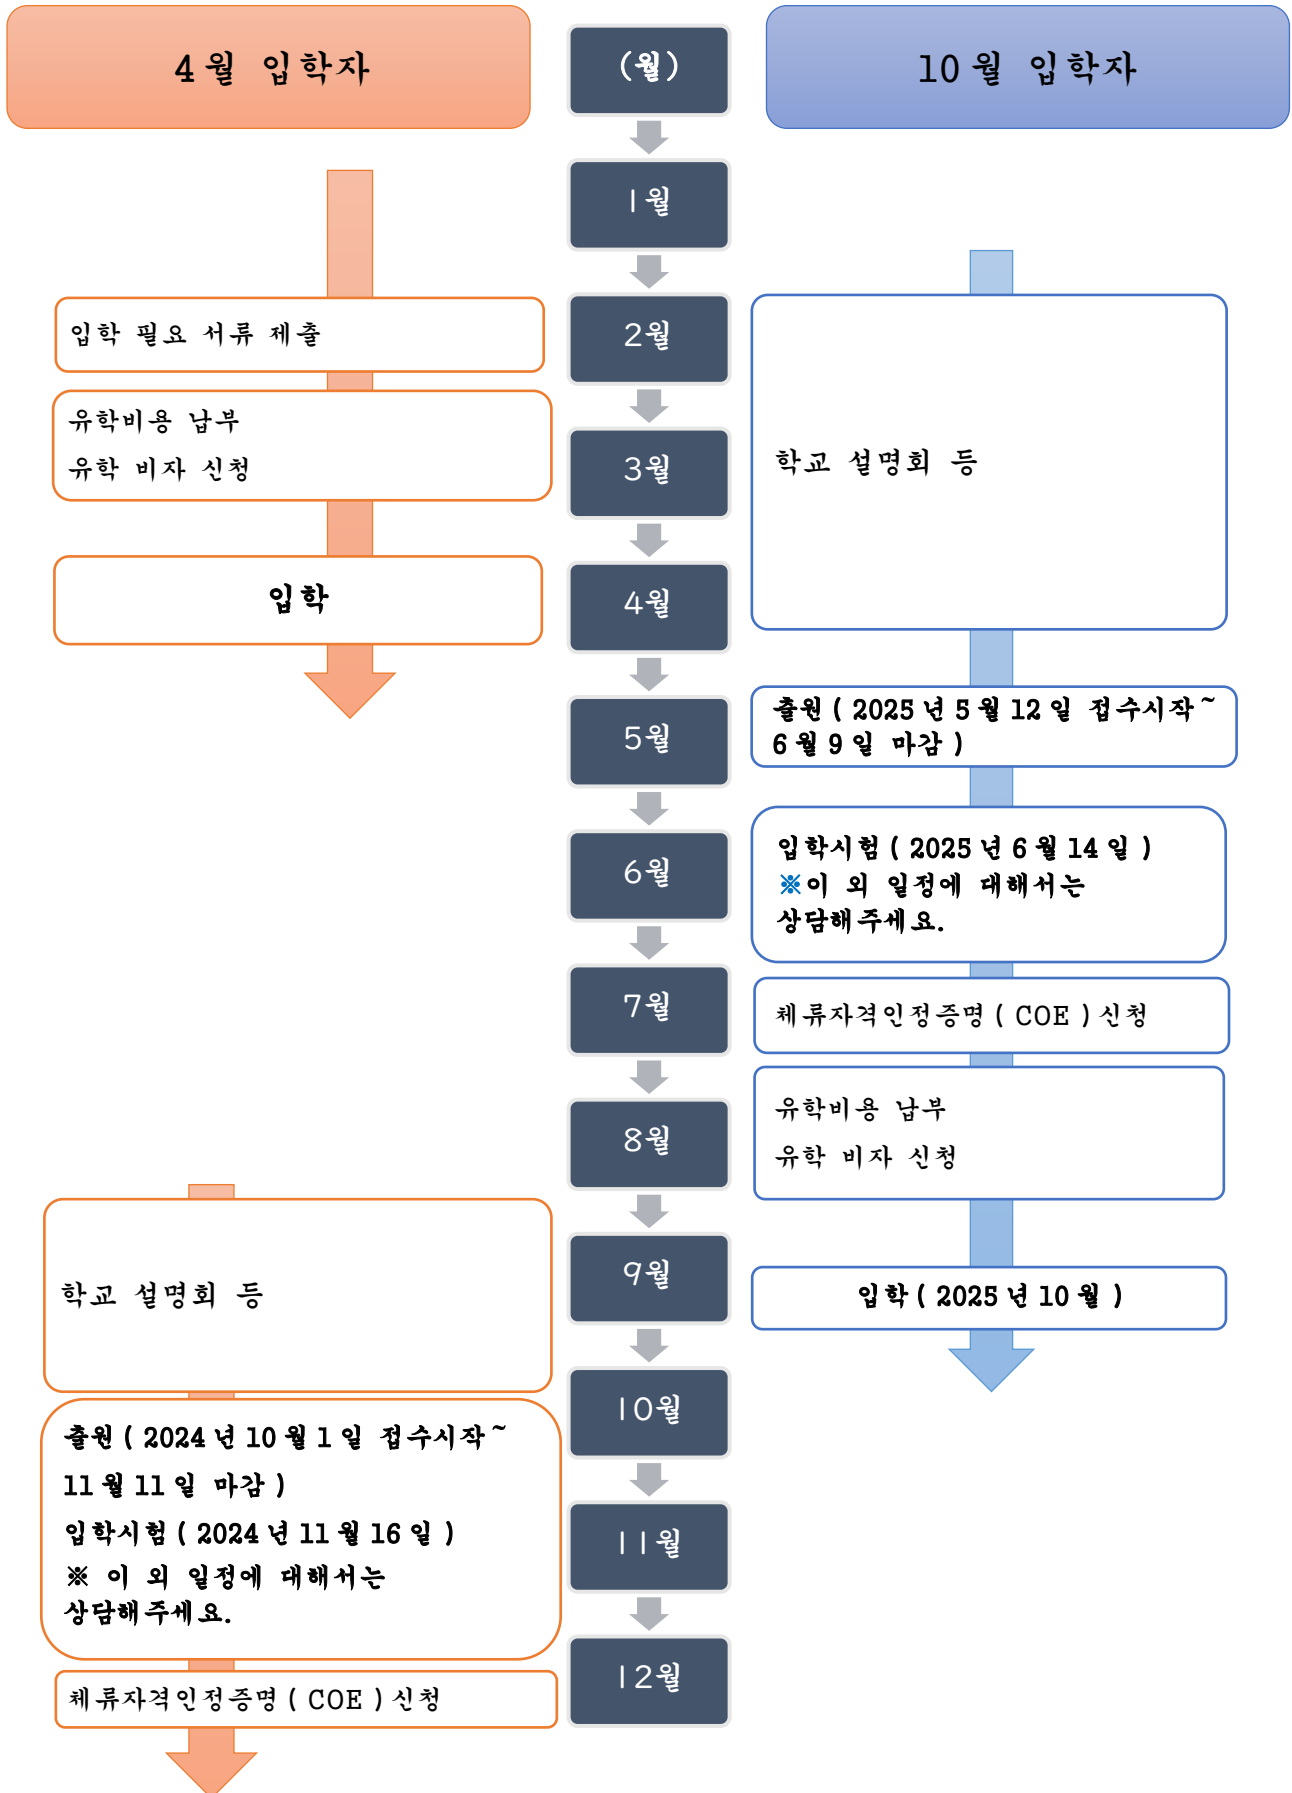 4월 입학자
(월)
10월 입학자
1월
2월
3월
4월
5월
6월
7월
8월
9월
10월
11월
12월
입학 필요 서류 제출
유학비용 납부
유학 비자 신청
입학
학교 설명회 등
출원(2024년 10월 1일 접수시작~
11월 11일 마감)
입학시험(2024년 11월 16일)
※ 이 외 일정에 대해서는
상담해주세요.
체류자격인정증명(COE)신청
학교 설명회 등
출원(2025년 5월 12일 접수시작~
6월 9일 마감)
입학시험(2025년 6월 14일)
※이 외 일정에 대해서는
상담해주세요.
체류자격인정증명(COE)신청
유학비용 납부
유학 비자 신청
입학(2025년 10월)